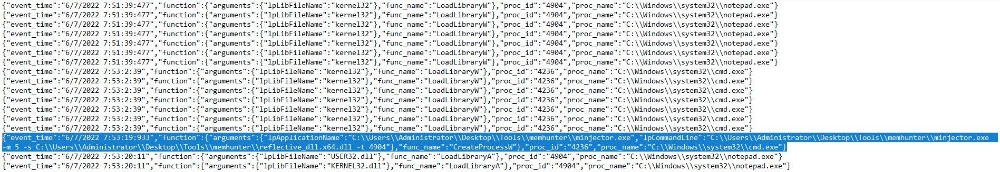 {"event_time":"6/7/2022 7:51:39:477","function":{"arguments":{"lpLibFileName":"kernel32"},"func_name":"LoadLibraryW"},"proc_id":"4904","proc_name":"C:\\Windows\\system32\\notepad.exe"}
{"event_time":"6/7/2022 7:51:39:477","function":{"arguments":{"lpLibFileName":"kernel32"},"func_name":"LoadLibraryW"},"proc_id":"4904","proc_name":"C:\\Windows\\system32\\notepad.exe"}
{"event_time":"6/7/2022 7:51:39:477","function":{"arguments":{"lpLibFileName":"kernel32"},"func_name":"LoadLibraryW"},"proc_id":"4904","proc_name":"C:\\Windows\\system32\\notepad.exe"}
{"event_time":"6/7/2022 7:51:39:477","function":{"arguments":{"lpLibFileName":"kernel32"},"func_name":"LoadLibraryW"},"proc_id":"4904","proc_name":"C:\\Windows\\system32\\notepad.exe"}
{"event_time":"6/7/2022 7:51:39:477","function":{"arguments":{"lpLibFileName":"kernel32"},"func_name":"LoadLibraryW"},"proc_id":"4904","proc_name":"C:\\Windows\\system32\\notepad.exe"}
{"event_time":"6/7/2022 7:51:39:477","function":{"arguments":{"lpLibFileName":"kernel32"},"func_name":"LoadLibraryW"},"proc_id":"4904","proc_name":"C:\\Windows\\system32\\notepad.exe"}
{"event_time":"6/7/2022 7:51:39:477","function":{"arguments":{"lpLibFileName":"kernel32"},"func_name":"LoadLibraryW"},"proc_id":"4904","proc_name":"C:\\Windows\\system32\\notepad.exe"}
{"event_time":"6/7/2022 7:53:2:39","function":{"arguments":{"lpLibFileName":"kernel32"},"func_name":"LoadLibraryW"},"proc_id":"4236","proc_name":"C:\\Windows\\system32\\cmd.exe"}
{"event_time":"6/7/2022 7:53:2:39","function":{"arguments":{"lpLibFileName":"kernel32"},"func_name":"LoadLibraryW"},"proc_id":"4236","proc_name":"C:\\Windows\\system32\\cmd.exe"}
{"event_time":"6/7/2022 7:53:2:39","function":{"arguments":{"lpLibFileName":"kernel32"},"func_name":"LoadLibraryW"},"proc_id":"4236","proc_name":"C:\\Windows\\system32\\cmd.exe"}
{"event_time":"6/7/2022 7:53:2:39","function":{"arguments":{"lpLibFileName":"kernel32"},"func_name":"LoadLibraryW"},"proc_id":"4236","proc_name":"C:\\Windows\\system32\\cmd.exe"}
{"event_time":"6/7/2022 7:53:2:39","function":{"arguments":{"lpLibFileName":"kernel32"},"func_name":"LoadLibraryW"},"proc_id":"4236","proc_name":"C:\\Windows\\system32\\cmd.exe"}
{"event_time":"6/7/2022 7:53:2:39","function":{"arguments":{"lpLibFileName":"kernel32"},"func_name":"LoadLibraryW"},"proc_id":"4236","proc_name":"C:\\Windows\\system32\\cmd.exe"}
{"event_time":"6/7/2022 7:53:2:39","function":{"arguments":{"lpLibFileName":"kernel32"},"func_name":"LoadLibraryW"},"proc_id":"4236","proc_name":"C:\\Windows\\system32\\cmd.exe"}
{"event_time":"6/7/2022 7:53:19:933","function":{"arguments":{"lpApplicationName":"C:\\Users\\Administrator\\Desktop\\Tools\\memhunter\\minjector.exe","lpCommandLine":"C:\\Users\\Administrator\\Desktop\\Tools\\memhunter\\minjector.exe
-m 5 -s C:\\Users\\Administrator\\Desktop\\Tools\\memhunter\\reflective_dll.x64.dll -t 4904"},"func_name":"CreateProcessW"},"proc_id":"4236","proc_name":"C:\\Windows\\system32\\cmd.exe"}
{"event_time":"6/7/2022 7:53:20:11","function":{"arguments":{"lpLibFileName":"USER32.dll"},"func_name":"LoadLibraryA"},"proc_id":"4904","proc_name":"C:\\Windows\\system32\\notepad.exe"}
{"event_time":"6/7/2022 7:53:20:11","function":{"arguments":{"lpLibFileName":"KERNEL32.dll"},"func_name":"LoadLibraryA"},"proc_id":"4904","proc_name":"C:\\Windows\\system32\\notepad.exe"}